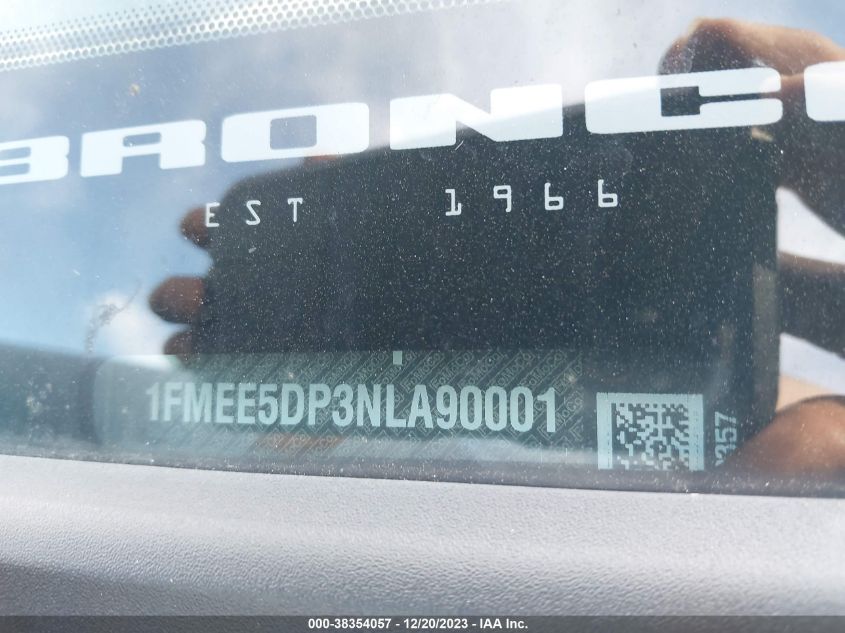 BRONCO
EST 1966
1FMEE5DP3NLA90001
000-38354057 - 12/20/2023 - IAA Inc.